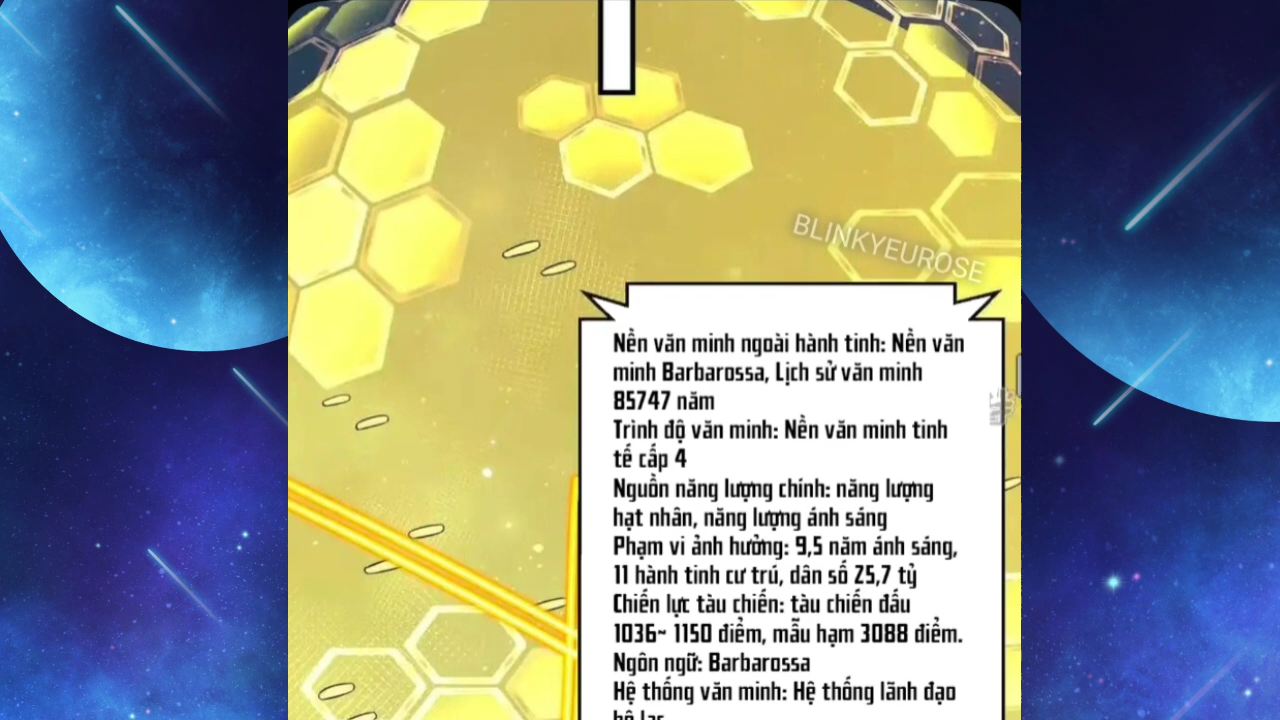 BLINKYEUROSE
Nền văn minh ngoài hành tinh: Nền văn
minh Barbarossa, Lịch sử văn minh
85747 năm
Trình độ văn minh: Nền văn minh tinh
tế cấp 4
Nguồn năng lượng chính: năng lượng
hạt nhân, năng lượng ánh sáng
Phạm vi ảnh hưởng: 9,5 năm ánh sáng,
11 hành tinh cư trú, dân số 25,7 tỷ
Chiến lực tàu chiến: tàu chiến đấu
1036~ 1150 điểm, mẫu hạm 3088 điểm.
Ngôn ngữ: Barbarossa
Hệ thống văn minh: Hệ thống lãnh đạo